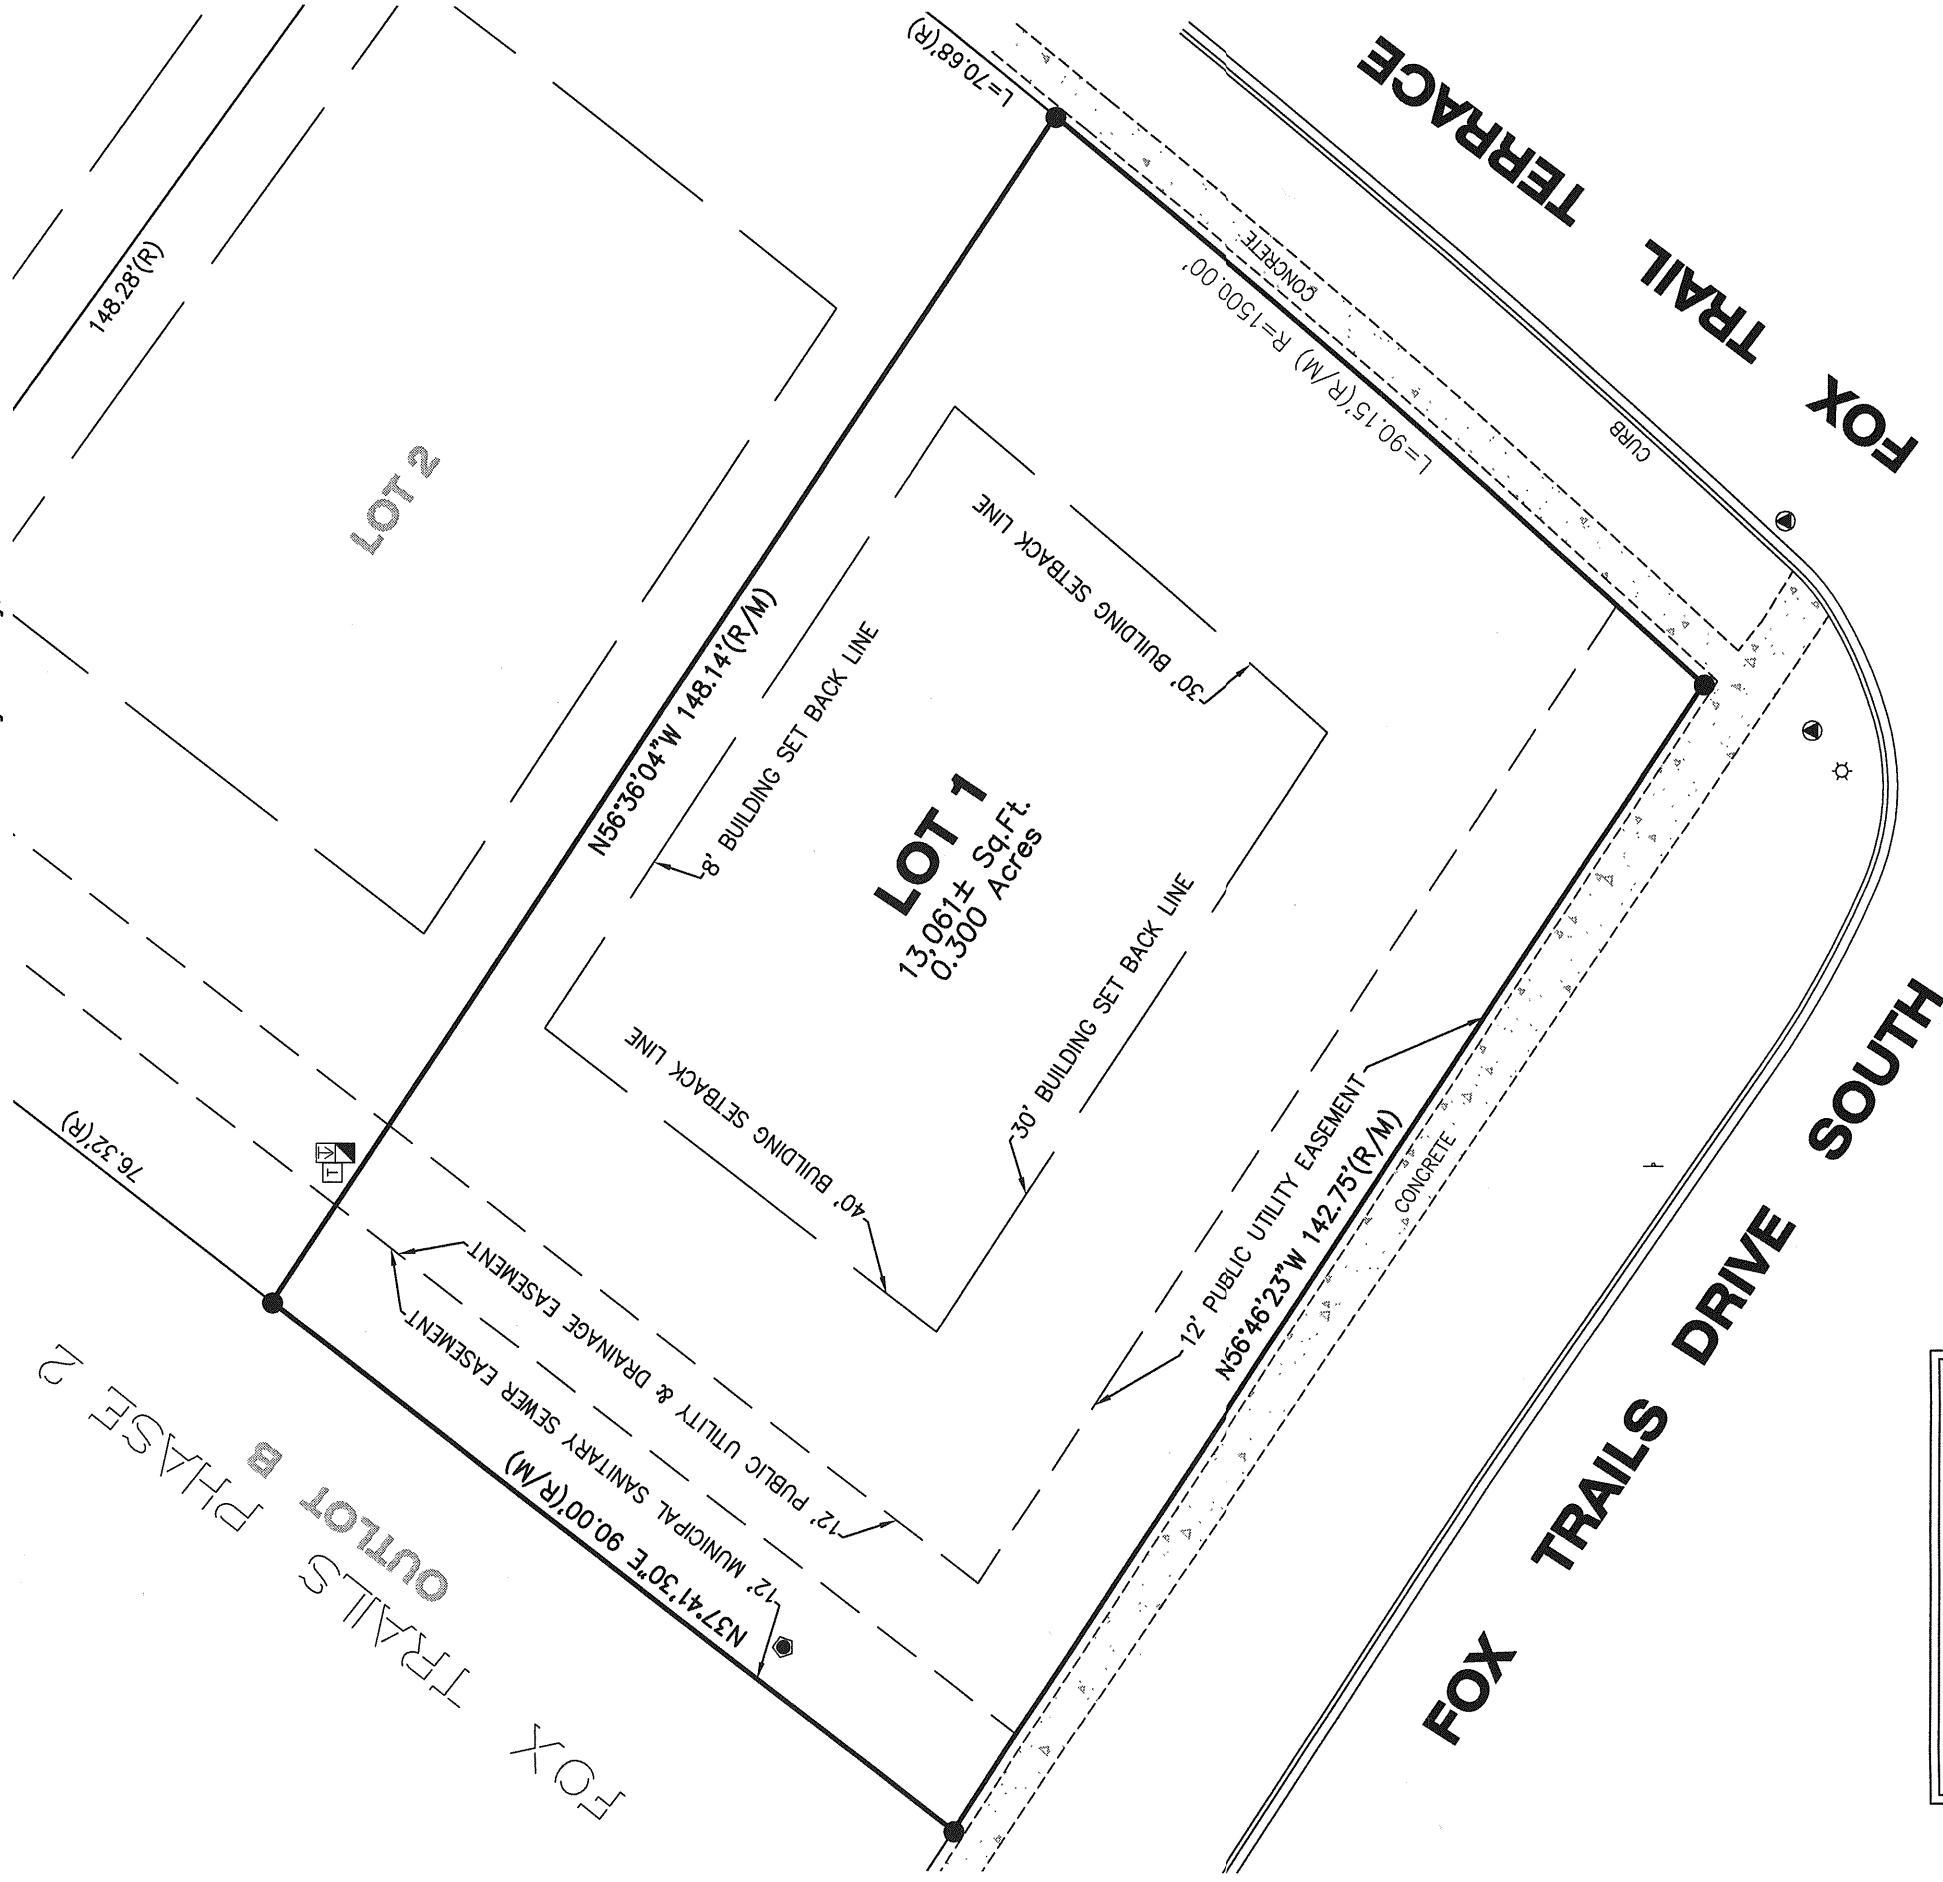 L=70.68'(R)
FOX TRAIL TERRACE
148.28'(R)
CONCRETE
L=90.15'(R/M) R=1500.00'
CURB
LOT 2
30' BUILDING SETBACK LINE
N56°36'04"W 148.14'(R/M)
8' BUILDING SET BACK LINE
LOT 1
13,061± Sq.Ft.
0.300 Acres
30' BUILDING SET BACK LINE
40' BUILDING SETBACK LINE
76.32'(R)
12' PUBLIC UTILITY EASEMENT
N56°46'23"W 142.75'(R/M)
CONCRETE
FOX TRAILS DRIVE SOUTH
12' PUBLIC UTILITY & DRAINAGE EASEMENT
12' MUNICIPAL SANITARY SEWER EASEMENT
N37°41'30"E 90.00'(R/M)
OUTLOT B
FOX TRAILS PHASE 2
T